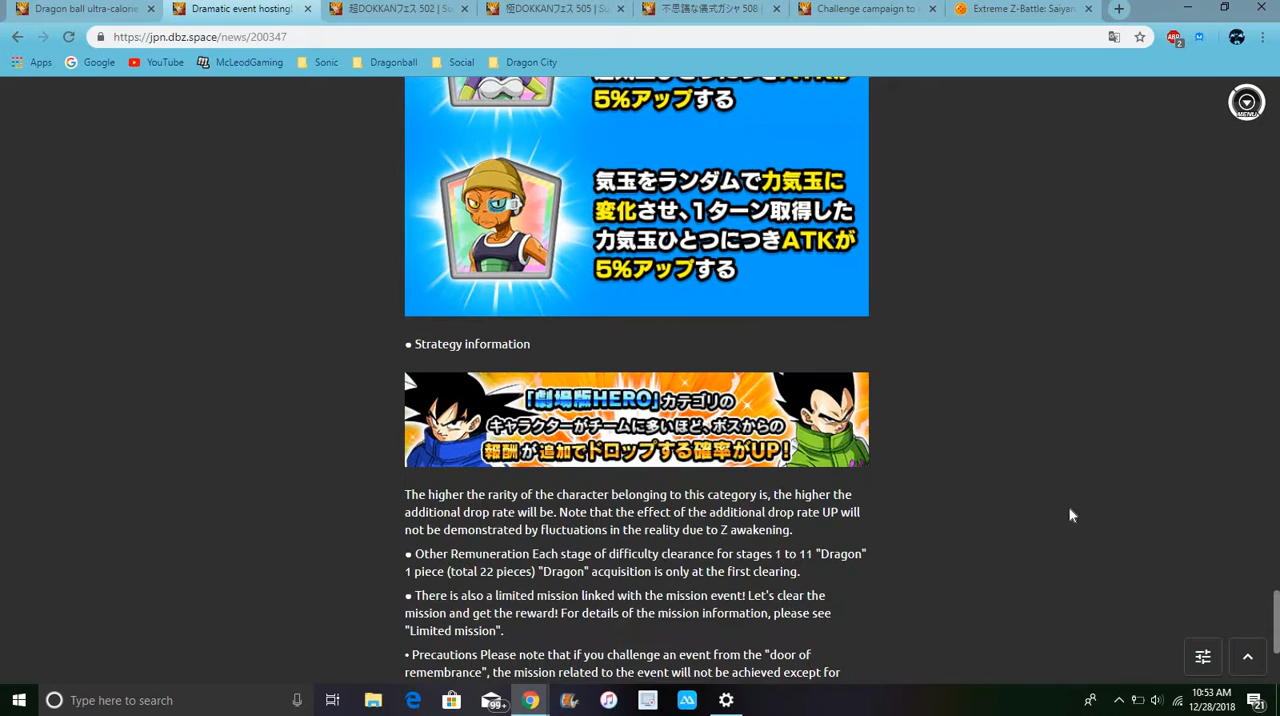 Dragon ball ultra-calone
Dramatic event hosting!
超DOKKANフェス 502 | Su
極DOKKANフェス 505 | Su
不思議な儀式ガシャ 508 |
Challenge campaign to
Extreme Z-Battle: Saiyan
https://jpn.dbz.space/news/200347
2
Apps
Google
YouTube
McLeodGaming
Sonic
Dragonball
Social
Dragon City
MENU
5%アップする
気玉をランダムで力気玉に
変化させ、1ターン取得した
力気玉ひとつにつきATKが
5%アップする
● Strategy information
「劇場版HERO」カテゴリの
キャラクターがチームに多いほど、ボスからの
報酬が追加でドロップする確率がUP!
The higher the rarity of the character belonging to this category is, the higher the
additional drop rate will be. Note that the effect of the additional drop rate UP will
not be demonstrated by fluctuations in the reality due to Z awakening.
● Other Remuneration Each stage of difficulty clearance for stages 1 to 11 "Dragon"
1 piece (total 22 pieces) "Dragon" acquisition is only at the first clearing.
● There is also a limited mission linked with the mission event! Let's clear the
mission and get the reward! For details of the mission information, please see
"Limited mission".
• Precautions Please note that if you challenge an event from the "door of
remembrance", the mission related to the event will not be achieved except for
Type here to search
99+
10:53 AM
12/28/2018
21